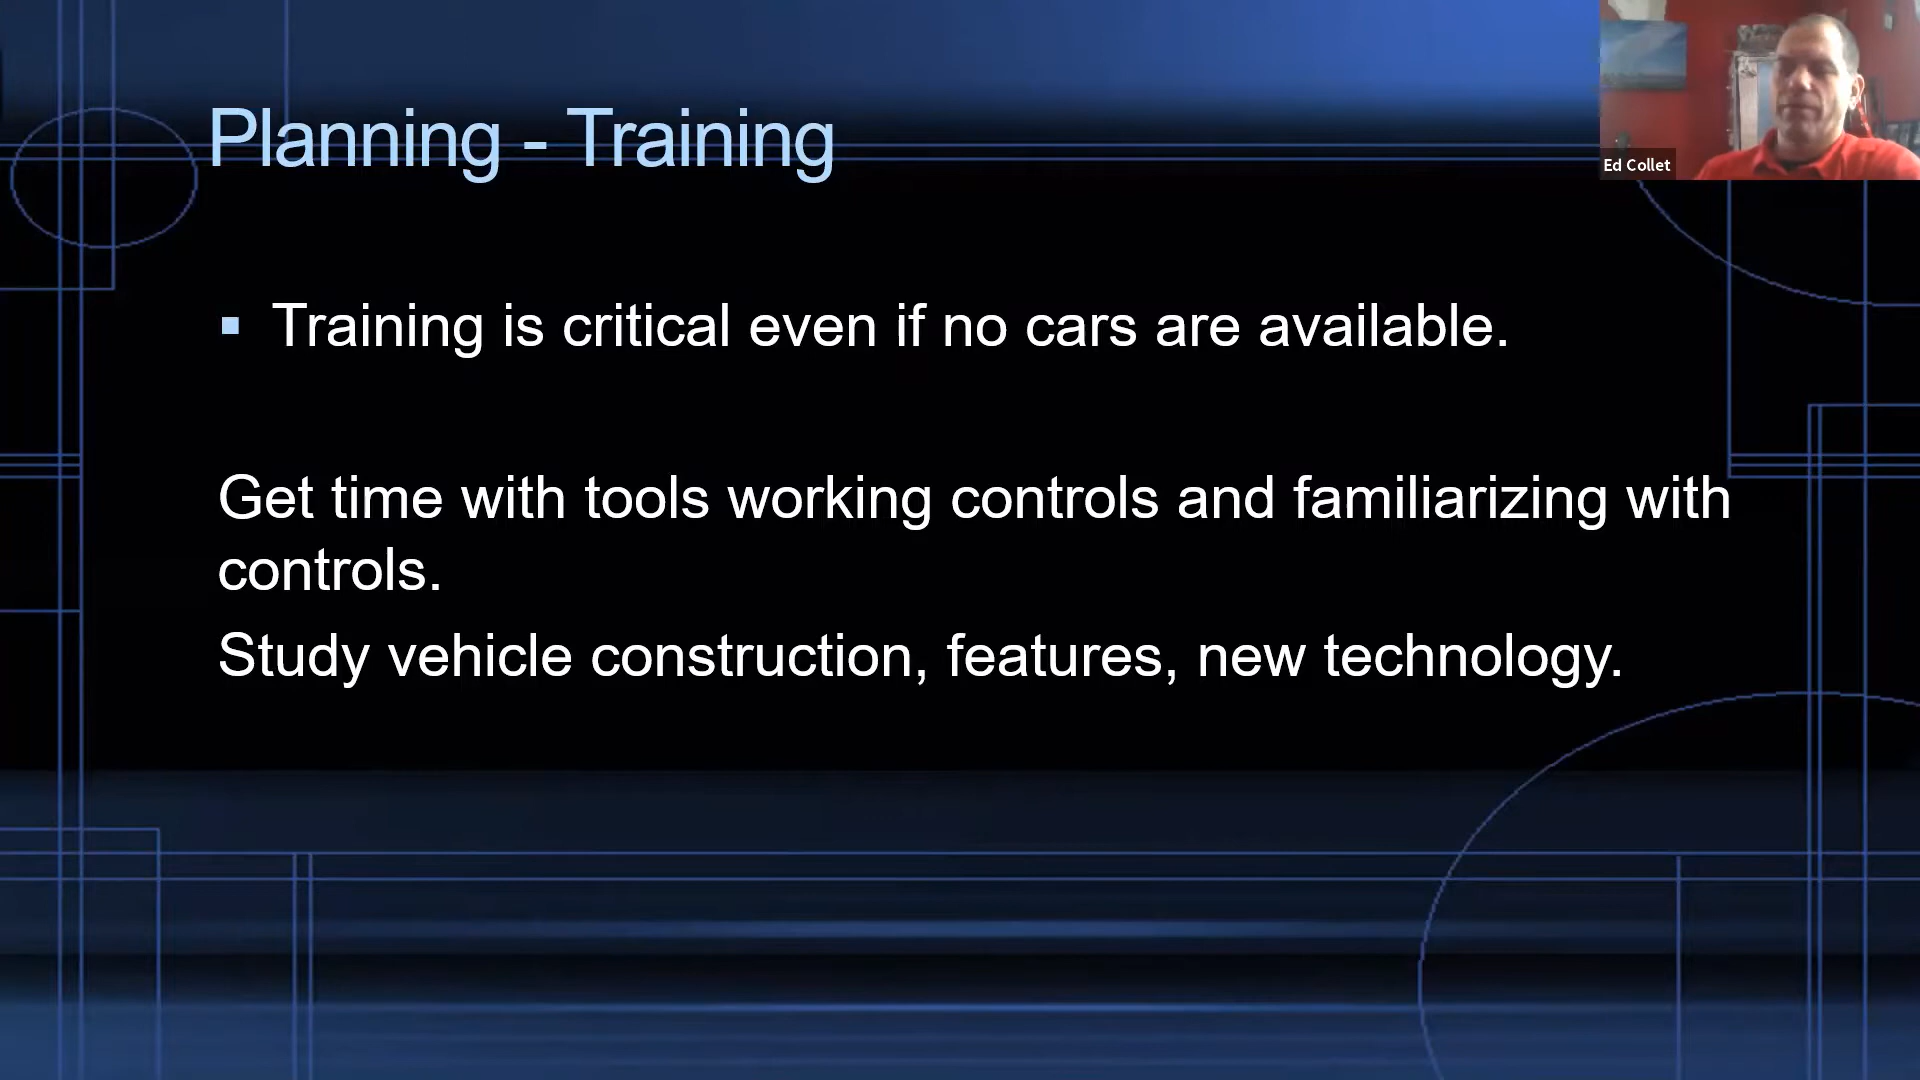 Planning - Training
Ed Collet
▪ Training is critical even if no cars are available.
Get time with tools working controls and familiarizing with
controls.
Study vehicle construction, features, new technology.